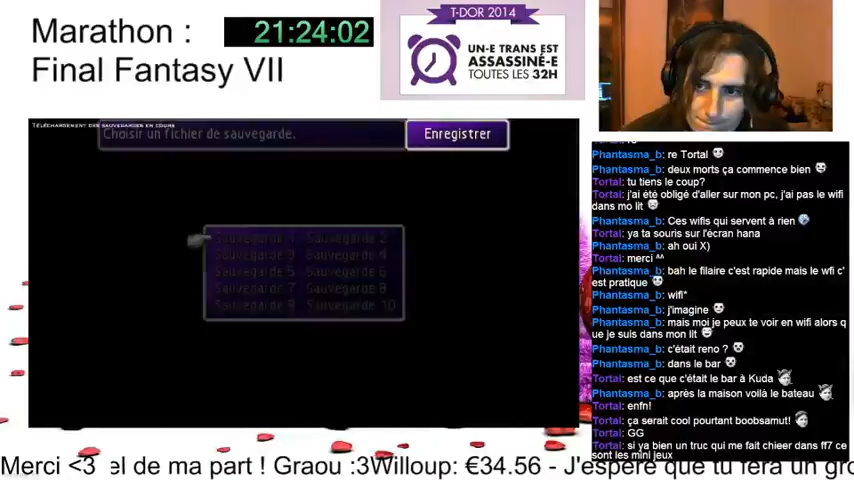 Marathon :
21:24:02
Final Fantasy VII
T-DOR 2014
UN-E TRANS EST
ASSASSINÉ-E
TOUTES LES 32H
TÉLÉCHARGEMENT DES SAUVEGARDES EN COURS
Choisir un fichier de sauvegarde.
Enregistrer
Sauvegarde 1 Sauvegarde 2
Sauvegarde 3 Sauvegarde 4
Sauvegarde 5 Sauvegarde 6
Sauvegarde 7 Sauvegarde 8
Sauvegarde 9 Sauvegarde 10
Phantasma_b: re Tortal
Phantasma_b: deux morts ça commence bien
Tortal: tu tiens le coup?
Tortal: j'ai été obligé d'aller sur mon pc, j'ai pas le wifi
dans mo lit
Phantasma_b: Ces wifis qui servent à rien
Tortal: ya ta souris sur l'écran hana
Phantasma_b: ah oui X)
Tortal: merci ^^
Phantasma_b: bah le filaire c'est rapide mais le wfi c'
est pratique
Phantasma_b: wifi*
Phantasma_b: j'imagine
Phantasma_b: mais moi je peux te voir en wifi alors q
ue je suis dans mon lit
Phantasma_b: c'était reno ?
Phantasma_b: dans le bar
Tortal: est ce que c'était le bar à Kuda
Phantasma_b: après la maison voilà le bateau
Tortal: enfn!
Tortal: ça serait cool pourtant boobsamut!
Tortal: GG
Tortal: si ya bien un truc qui me fait chieer dans ff7 ce
sont les mini jeux
Merci <3 el de ma part ! Graou :3Willoup: €34.56 - J'espère que tu fera un gro